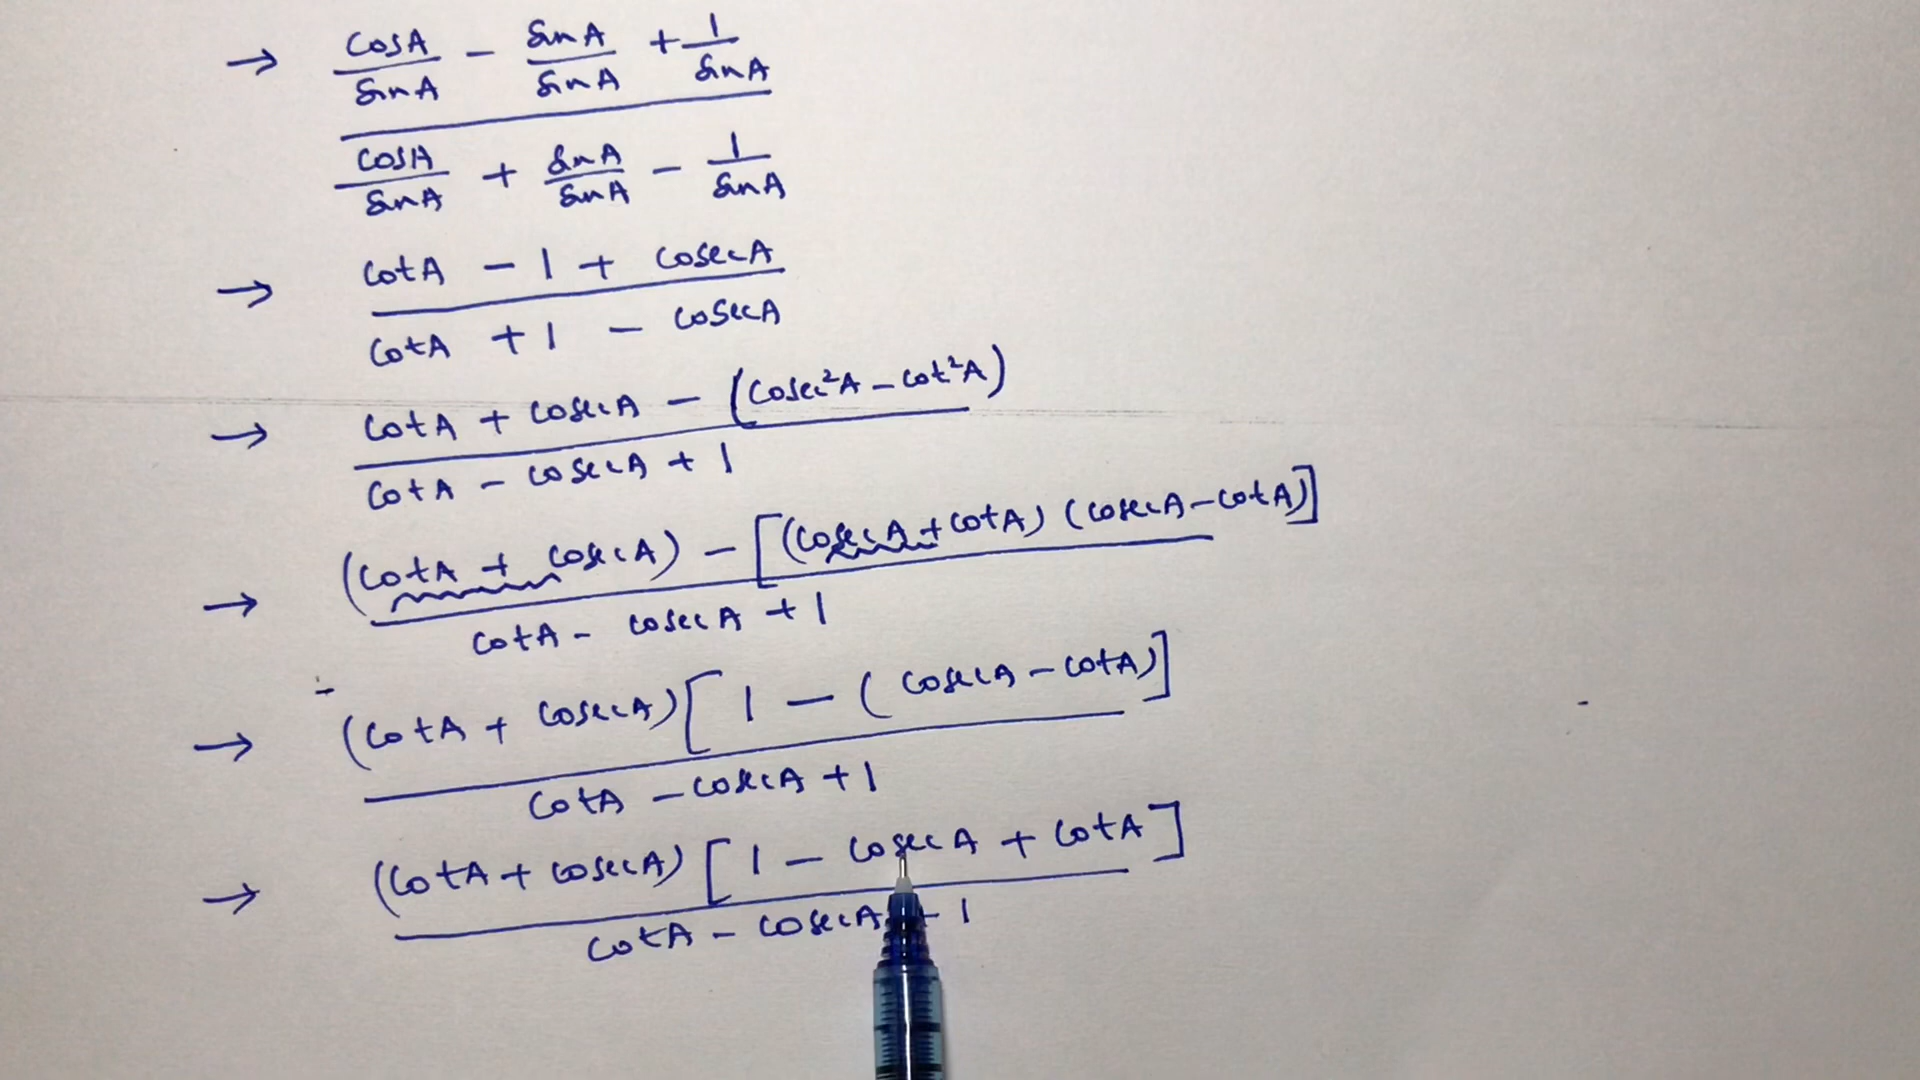 → cosA/sinA - sinA/sinA + 1/sinA
cosA/sinA + sinA/sinA - 1/sinA
→ cotA - 1 + cosecA
cotA + 1 - cosecA
→ cotA + cosecA - (cosec²A - cot²A)
cotA - cosecA + 1
→ (cotA + cosecA) - [(cosecA + cotA) (cosecA - cotA)]
cotA - cosecA + 1
→ (cotA + cosecA) [1 - (cosecA - cotA)]
cotA - cosecA + 1
→ (cotA + cosecA) [1 - cosecA + cotA]
cotA - cosecA + 1